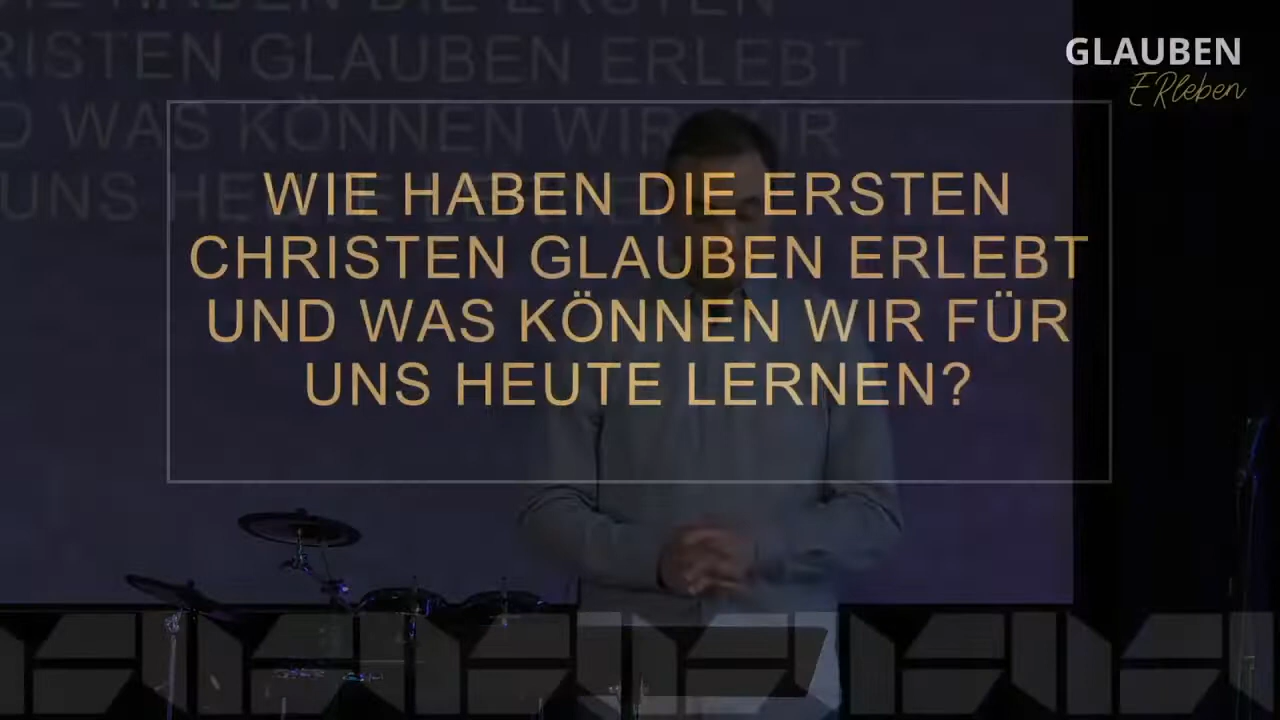 GLAUBEN
ERleben
WIE HABEN DIE ERSTEN
CHRISTEN GLAUBEN ERLEBT
UND WAS KÖNNEN WIR FÜR
UNS HEUTE LERNEN?